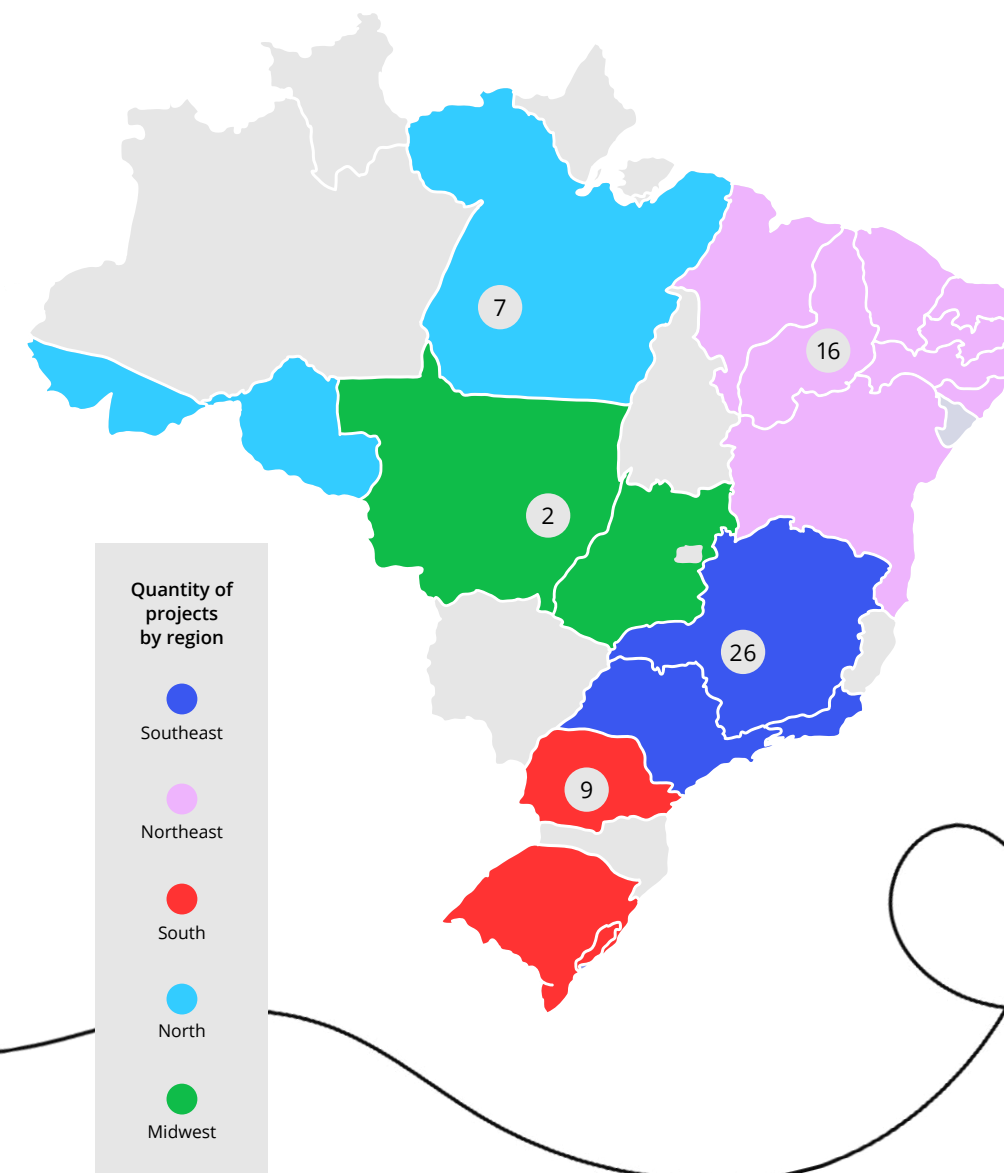 7
16
2
26
9
Quantity of
projects
by region
Southeast
Northeast
South
North
Midwest